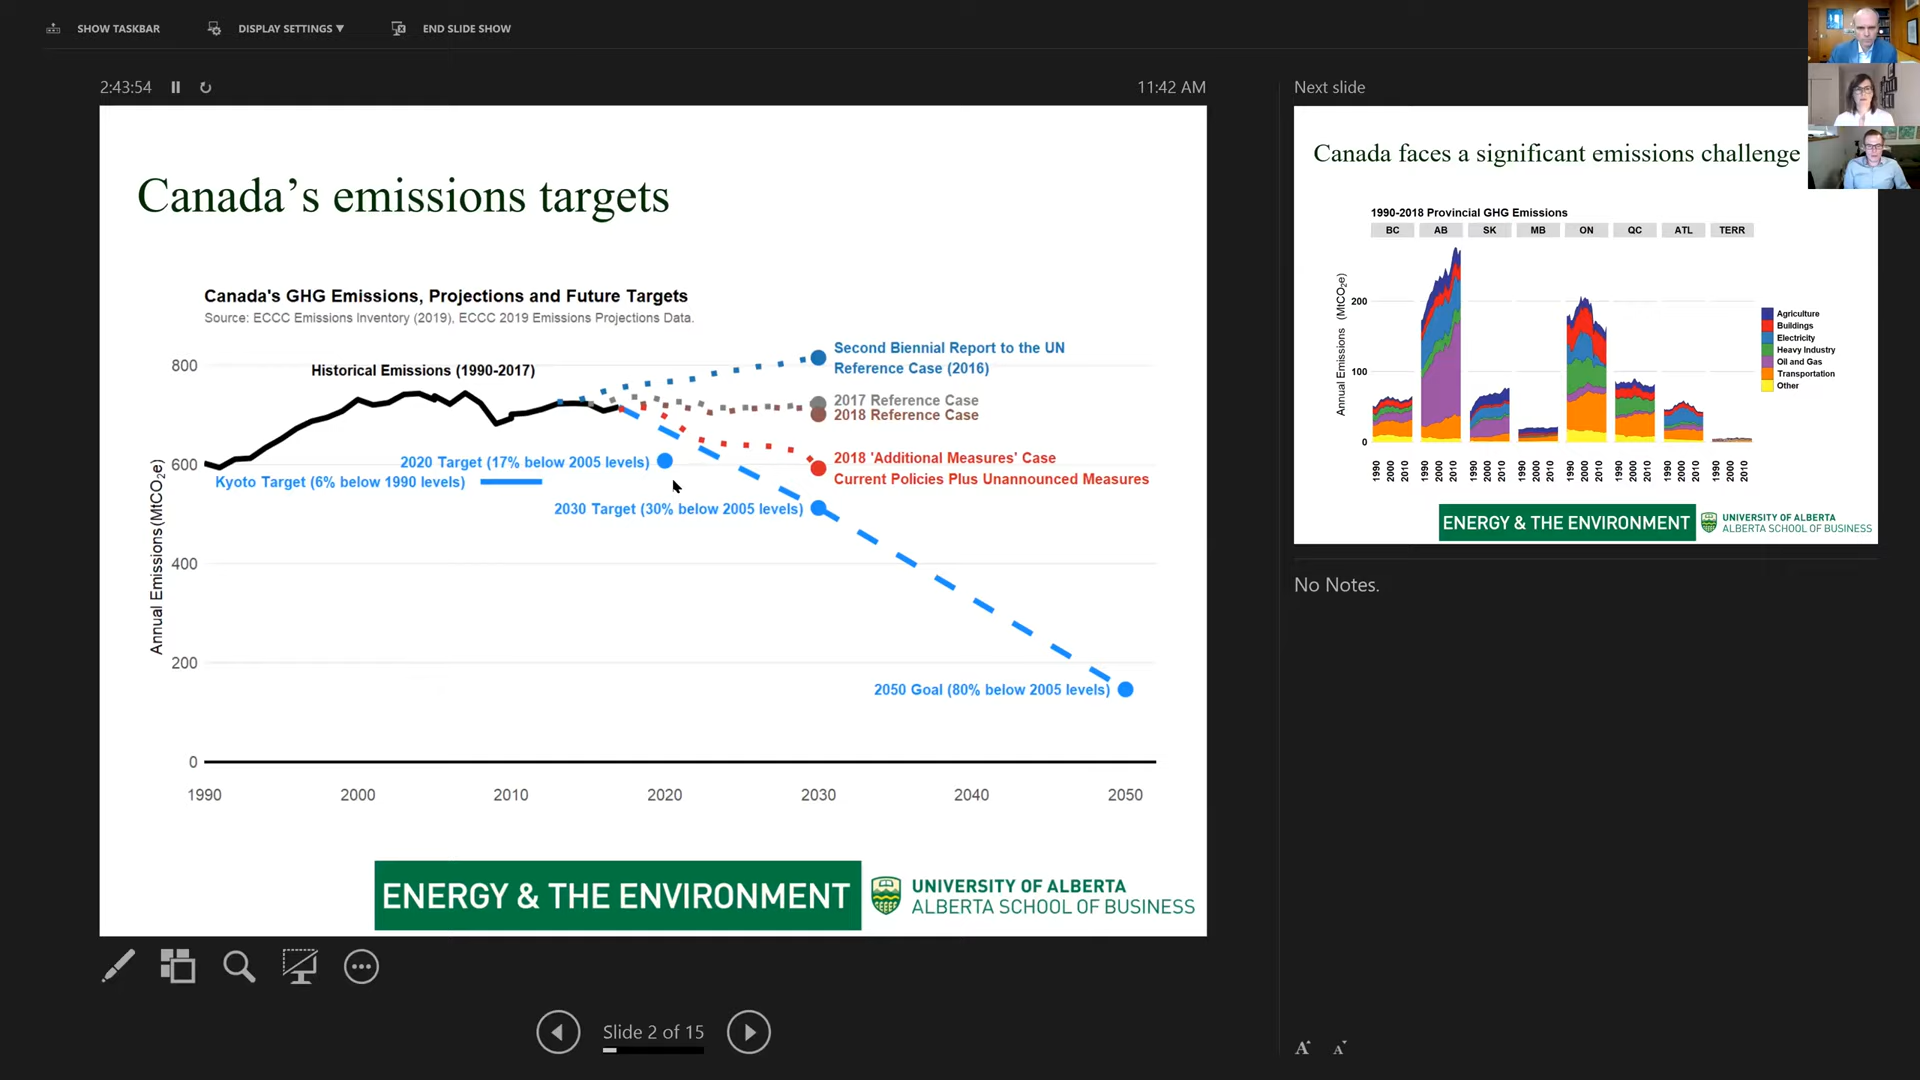 SHOW TASKBAR
DISPLAY SETTINGS ▼
END SLIDE SHOW
2:43:54
11:42 AM
Canada's emissions targets
Canada's GHG Emissions, Projections and Future Targets
Source: ECCC Emissions Inventory (2019), ECCC 2019 Emissions Projections Data.
Annual Emissions (MtCO₂e)
800
600
400
200
0
1990
2000
2010
2020
2030
2040
2050
Historical Emissions (1990-2017)
Second Biennial Report to the UN
Reference Case (2016)
2017 Reference Case
2018 Reference Case
2018 'Additional Measures' Case
Current Policies Plus Unannounced Measures
2020 Target (17% below 2005 levels)
Kyoto Target (6% below 1990 levels)
2030 Target (30% below 2005 levels)
2050 Goal (80% below 2005 levels)
ENERGY & THE ENVIRONMENT
UNIVERSITY OF ALBERTA
ALBERTA SCHOOL OF BUSINESS
Slide 2 of 15
Next slide
Canada faces a significant emissions challenge
1990-2018 Provincial GHG Emissions
BC
AB
SK
MB
ON
QC
ATL
TERR
Annual Emissions (MtCO₂e)
200
100
0
1990
2000
2010
1990
2000
2010
1990
2000
2010
1990
2000
2010
1990
2000
2010
1990
2000
2010
1990
2000
2010
1990
2000
2010
Agriculture
Buildings
Electricity
Heavy Industry
Oil and Gas
Transportation
Other
ENERGY & THE ENVIRONMENT
UNIVERSITY OF ALBERTA
ALBERTA SCHOOL OF BUSINESS
No Notes.
A
A